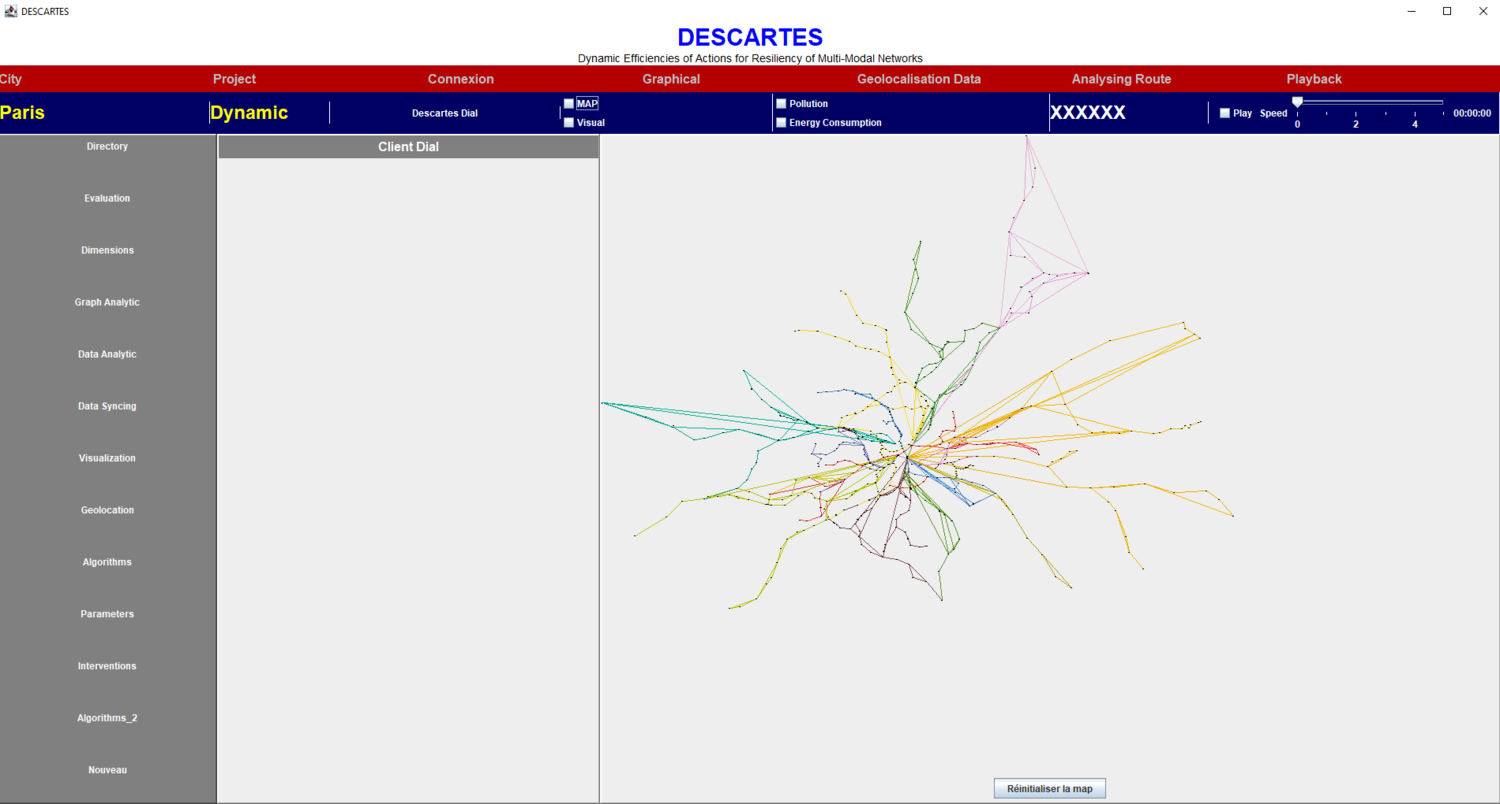 DESCARTES
DESCARTES
Dynamic Efficiencies of Actions for Resiliency of Multi-Modal Networks
City Project Connexion Graphical Geolocalisation Data Analysing Route Playback
Paris Dynamic Descartes Dial MAP Pollution XXXXXX Play Speed 00:00:00
Visual Energy Consumption 0 2 4
Directory Client Dial
Evaluation
Dimensions
Graph Analytic
Data Analytic
Data Syncing
Visualization
Geolocation
Algorithms
Parameters
Interventions
Algorithms_2
Nouveau
Réinitialiser la map